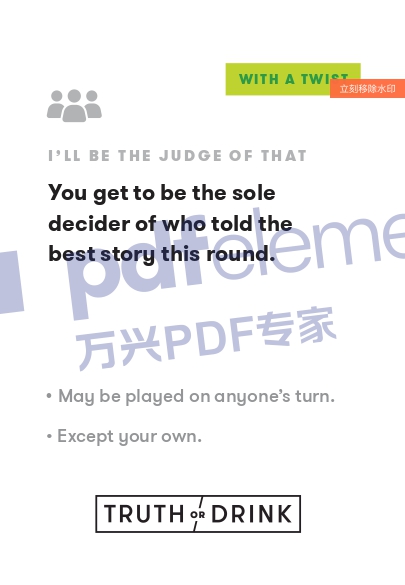 WITH A TWIST
立刻移除水印
I'LL BE THE JUDGE OF THAT
You get to be the sole
decider of who told the
best story this round.
pdfeleme
万兴PDF专家
• May be played on anyone's turn.
• Except your own.
TRUTH OR DRINK